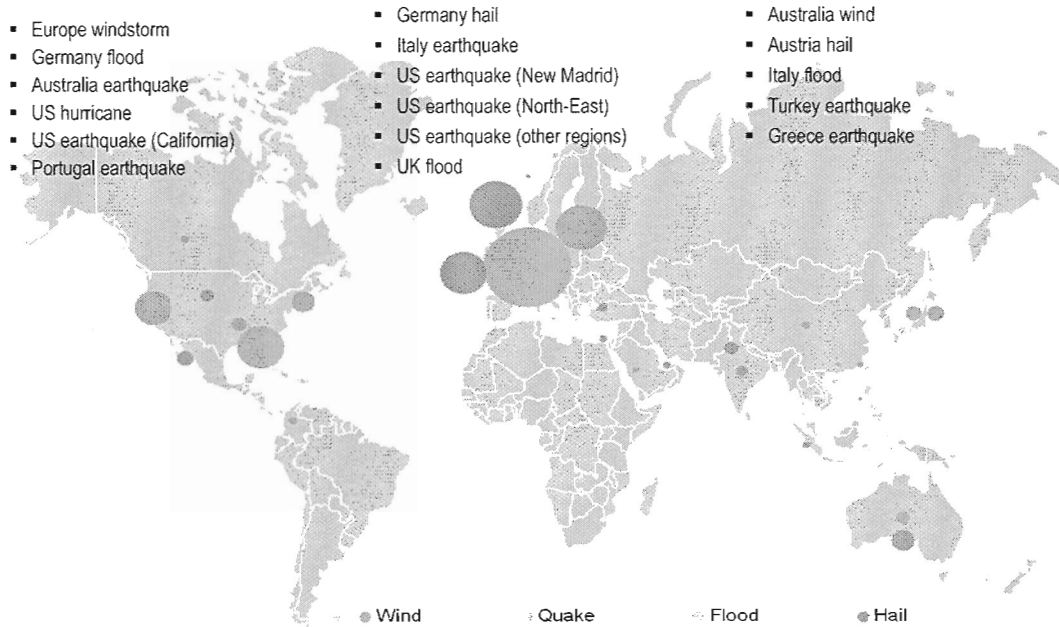 ▪ Europe windstorm
▪ Germany flood
▪ Australia earthquake
▪ US hurricane
▪ US earthquake (California)
▪ Portugal earthquake
▪ Germany hail
▪ Italy earthquake
▪ US earthquake (New Madrid)
▪ US earthquake (North-East)
▪ US earthquake (other regions)
▪ UK flood
▪ Australia wind
▪ Austria hail
▪ Italy flood
▪ Turkey earthquake
▪ Greece earthquake
Wind Quake Flood Hail